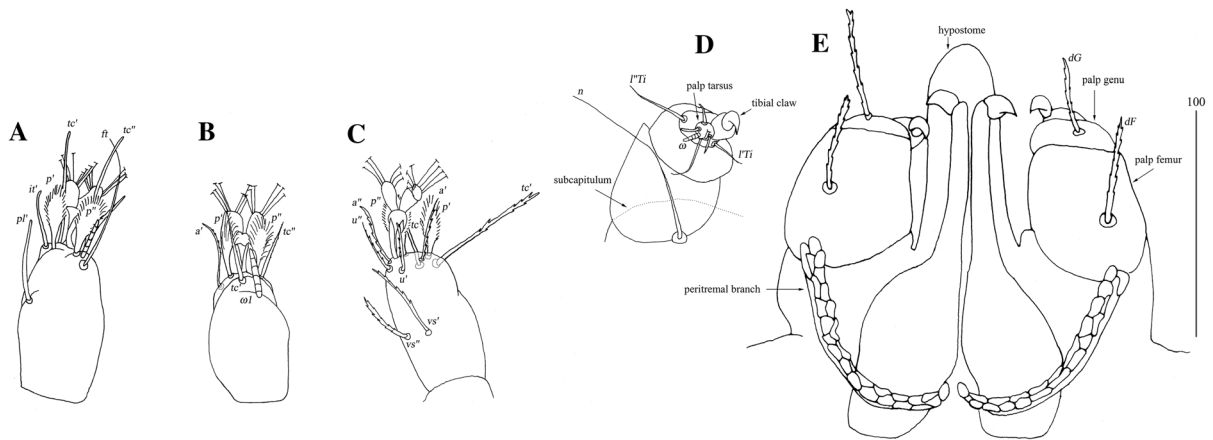 A
tc'
ft
tc''
it'
p'
p''
pl'
B
a'
p'
p''
tc''
tc'
ω1
C
a''
u''
p''
tc
a'
p'
tc'
u'
vs'
vs''
D
l''Ti
palp tarsus
n
tibial claw
ω
l'Ti
subcapitulum
E
hypostome
dG
palp genu
dF
palp femur
peritremal branch
100